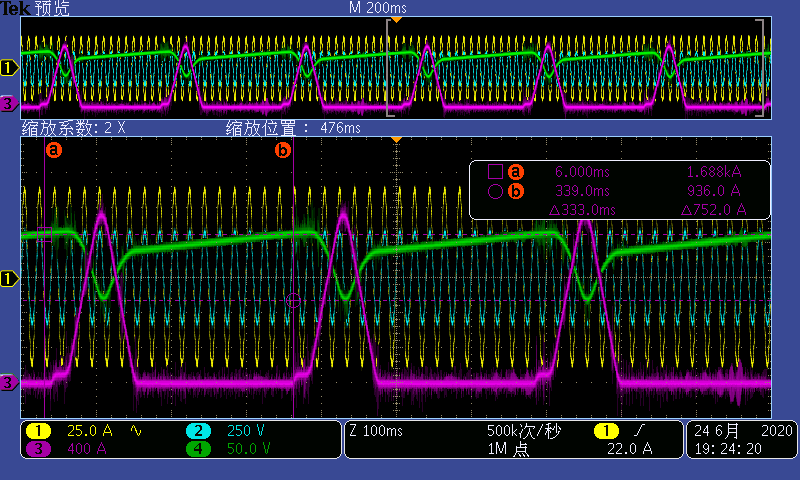 Tek 预览 M 200ms
1
3
缩放系数: 2 X 缩放位置: 476ms
a b
a 6.000ms 1.688kA
b 339.0ms 936.0 A
△333.0ms △752.0 A
1
3
1 25.0 A 2 250 V
3 400 A 4 50.0 V
Z 100ms 500k次/秒 1
1M 点 22.0 A
24 6月 2020
19:24:20